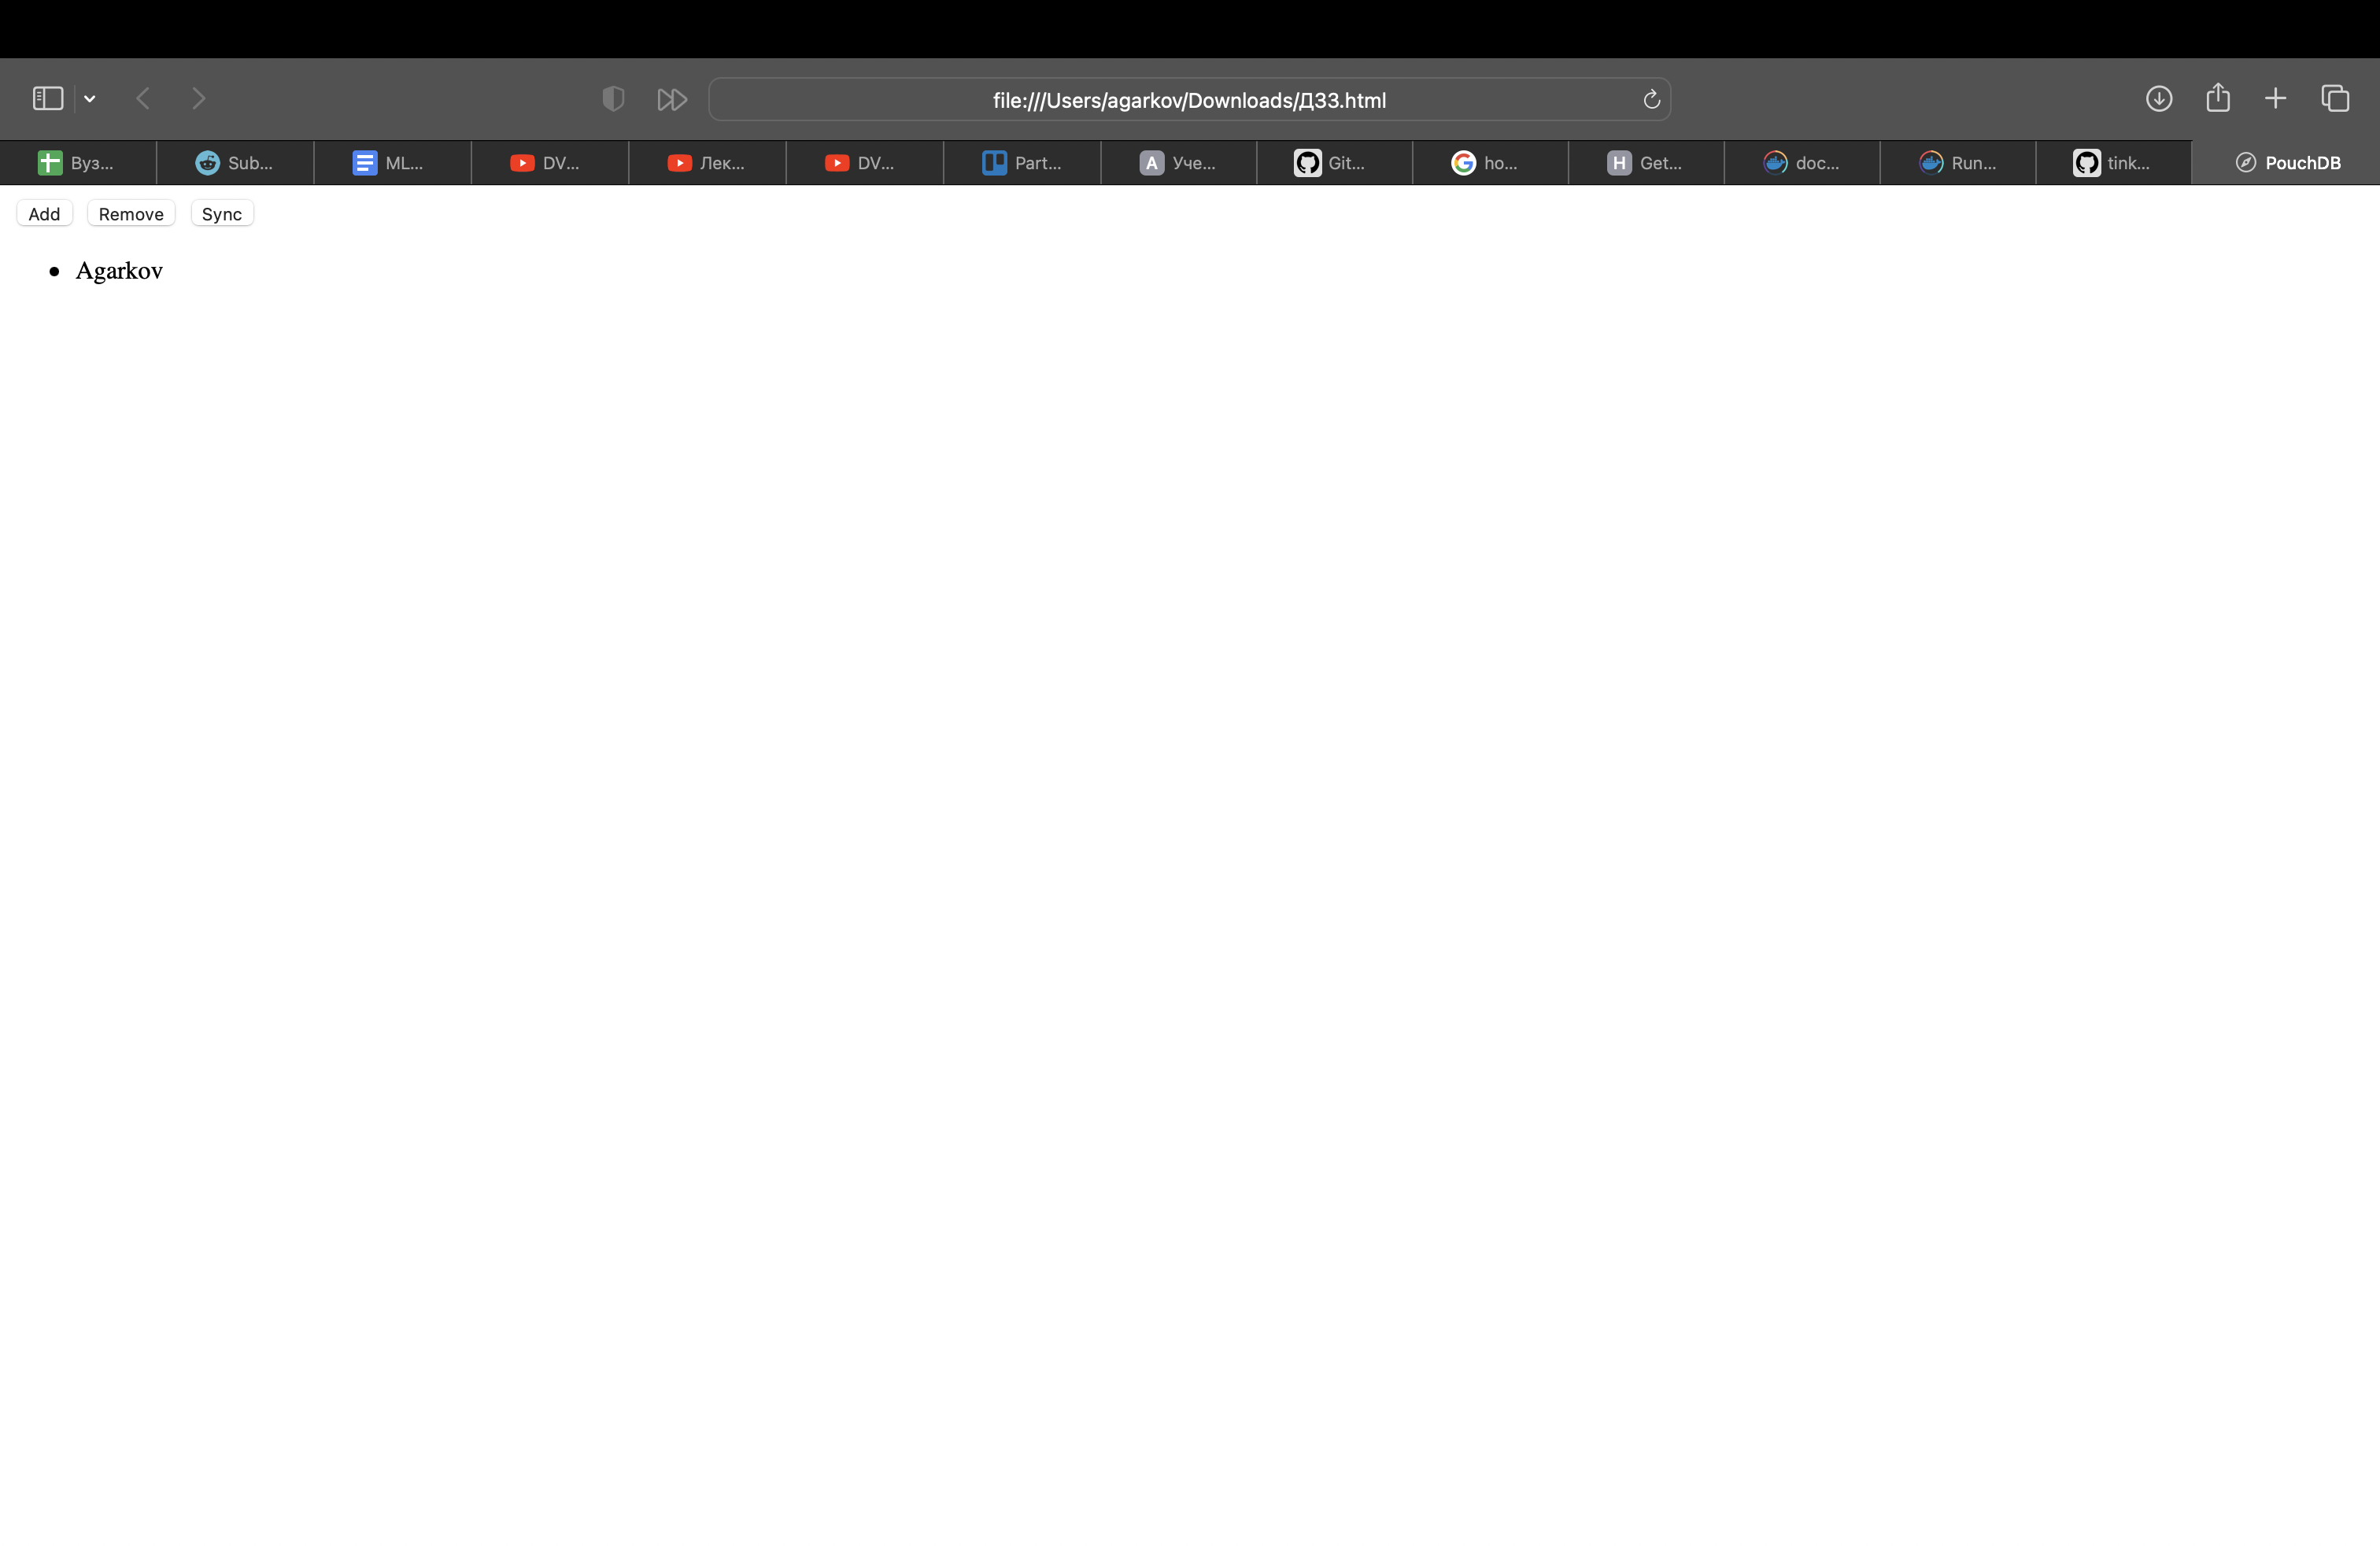 file:///Users/agarkov/Downloads/ДЗ3.html
Вуз... Sub... ML... DV... Лек... DV... Part... A Уче... Git... ho... H Get... doc... Run... tink... PouchDB
Add Remove Sync
• Agarkov